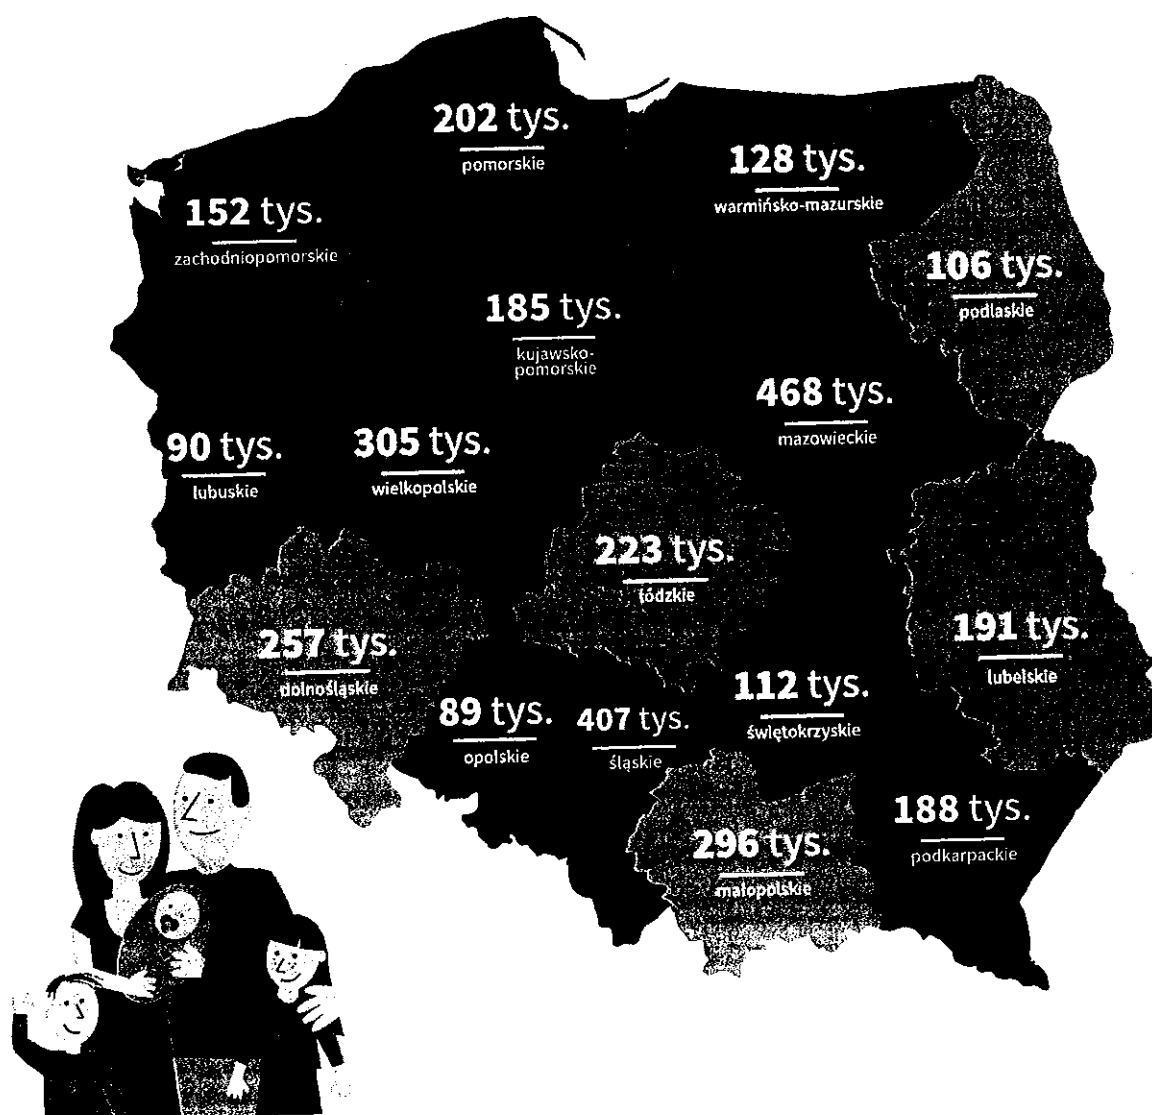 202 tys.
pomorskie
128 tys.
warmińsko-mazurskie
152 tys.
zachodniopomorskie
106 tys.
podlaskie
185 tys.
kujawsko-
pomorskie
468 tys.
mazowieckie
90 tys.
lubuskie
305 tys.
wielkopolskie
223 tys.
łódzkie
257 tys.
dolnośląskie
191 tys.
lubelskie
112 tys.
świętokrzyskie
89 tys.
opolskie
407 tys.
śląskie
188 tys.
podkarpackie
296 tys.
małopolskie